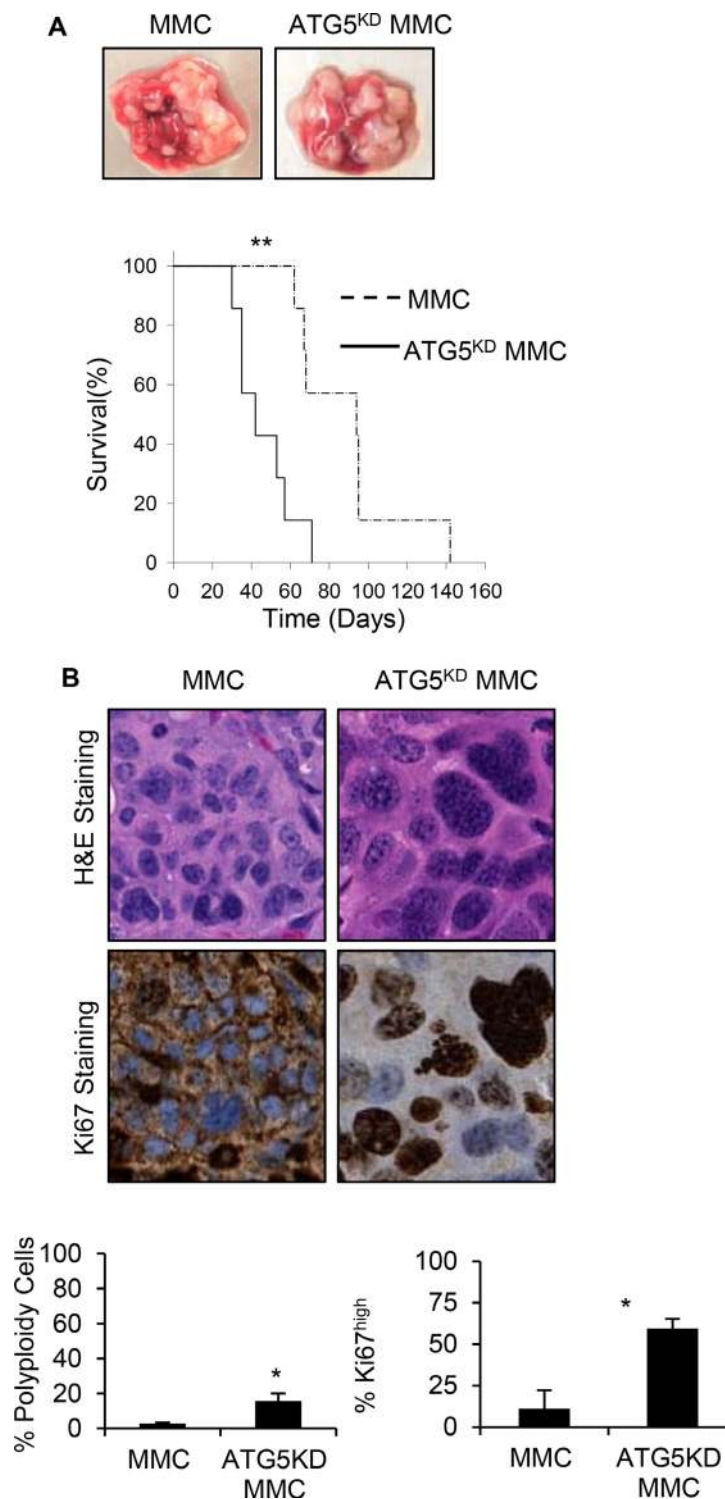 A
MMC
ATG5KD MMC
**
Survival(%)
100
80
60
40
20
0
MMC
ATG5KD MMC
0 20 40 60 80 100 120 140 160
Time (Days)
B
MMC
ATG5KD MMC
H&E Staining
Ki67 Staining
% Polyploidy Cells
100
80
60
40
20
0
*
MMC
ATG5KD
MMC
% Ki67high
100
75
50
25
0
*
MMC
ATG5KD
MMC